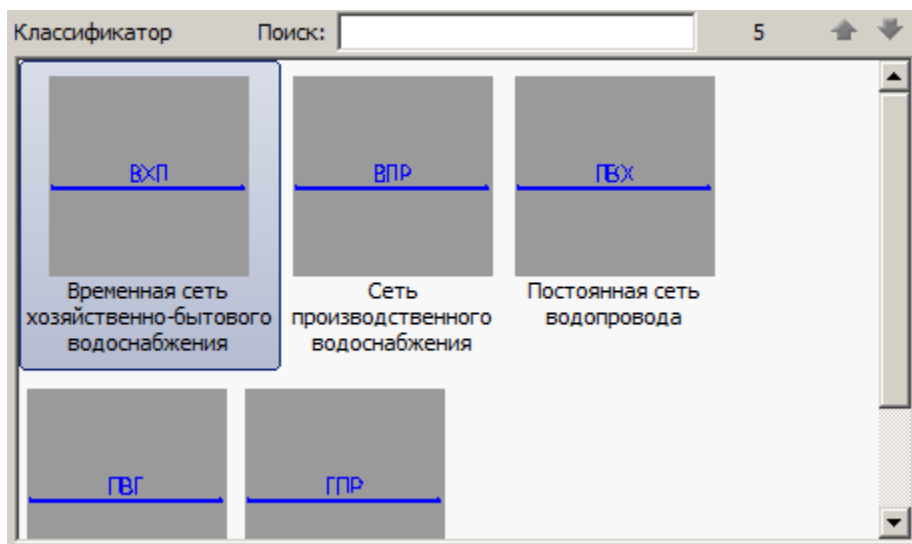 Классификатор Поиск: 5
ВХП ВПР ПВХ
Временная сеть
хозяйственно-бытового
водоснабжения
Сеть
производственного
водоснабжения
Постоянная сеть
водопровода
ПВГ ГПР